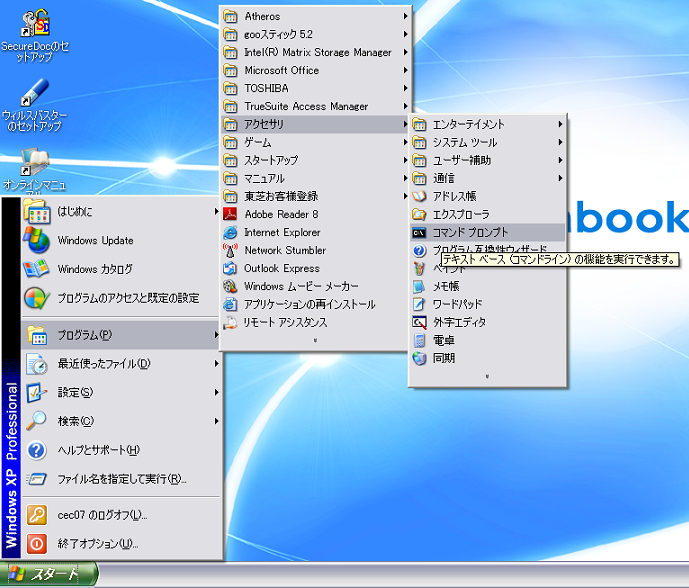 SecureDocのセ
ットアップ
ウィルスバスター
のセットアップ
オンラインマニュ
アル
Windows XP Professional
はじめに
Windows Update
Windows カタログ
プログラムのアクセスと既定の設定
プログラム(P)
最近使ったファイル(D)
設定(S)
検索(C)
ヘルプとサポート(H)
ファイル名を指定して実行(R)...
cec07 のログオフ(L)...
終了オプション(U)...
スタート
Atheros
gooスティック 5.2
Intel(R) Matrix Storage Manager
Microsoft Office
TOSHIBA
TrueSuite Access Manager
アクセサリ
ゲーム
スタートアップ
マニュアル
東芝お客様登録
Adobe Reader 8
Internet Explorer
Network Stumbler
Outlook Express
Windows ムービー メーカー
アプリケーションの再インストール
リモート アシスタンス
エンターテイメント
システム ツール
ユーザー補助
通信
アドレス帳
エクスプローラ
コマンド プロンプト
プログラム互換性ウィザード
テキスト ベース (コマンドライン) の機能を実行できます。
ペイント
メモ帳
ワードパッド
外字エディタ
電卓
同期
book